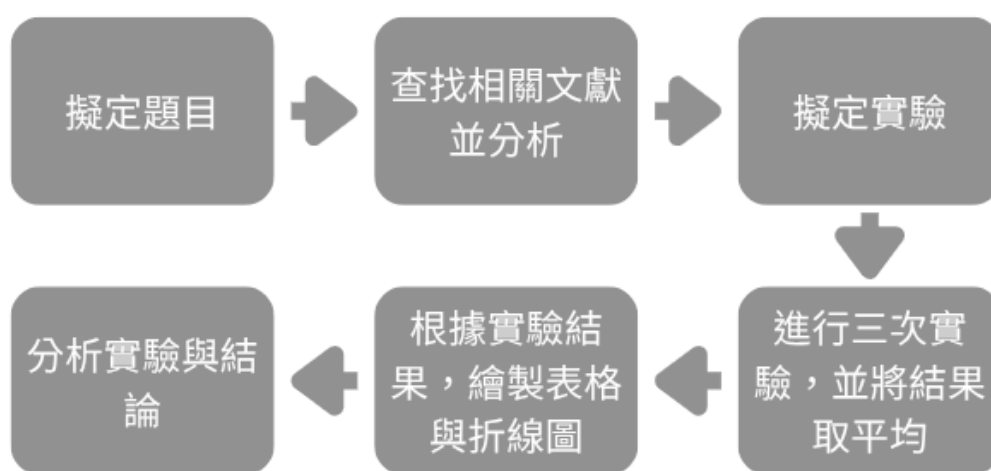 擬定題目
查找相關文獻
並分析
擬定實驗
進行三次實
驗，並將結果
取平均
根據實驗結
果，繪製表格
與折線圖
分析實驗與結
論